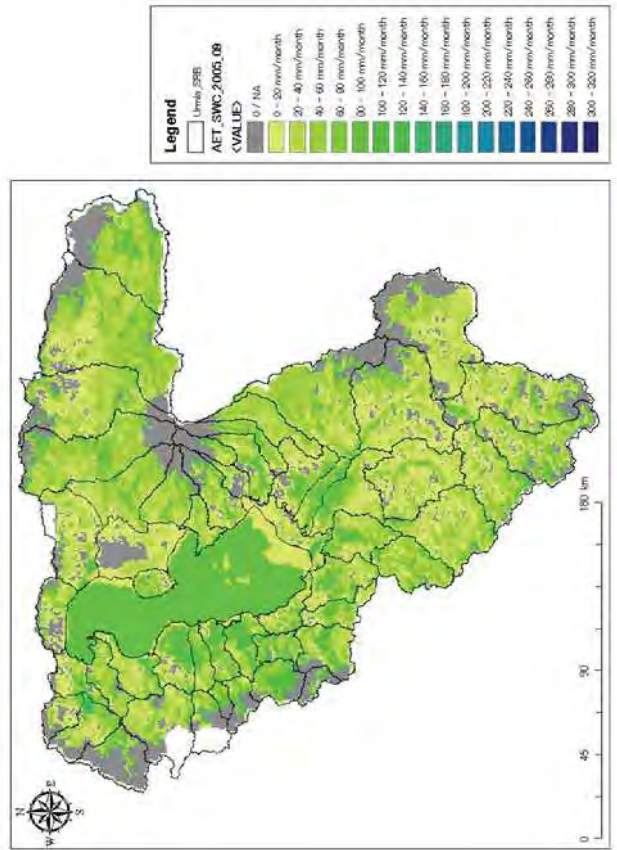 Legend
Urmia_SRB
AET_SWC_2005_09
<VALUE>
0 / NA
0 - 20 mm/month
20 - 40 mm/month
40 - 60 mm/month
60 - 80 mm/month
80 - 100 mm/month
100 - 120 mm/month
120 - 140 mm/month
140 - 160 mm/month
160 - 180 mm/month
180 - 200 mm/month
200 - 220 mm/month
220 - 240 mm/month
240 - 260 mm/month
260 - 280 mm/month
280 - 300 mm/month
300 - 320 mm/month
N
W
E
S
0
45
90
180 km